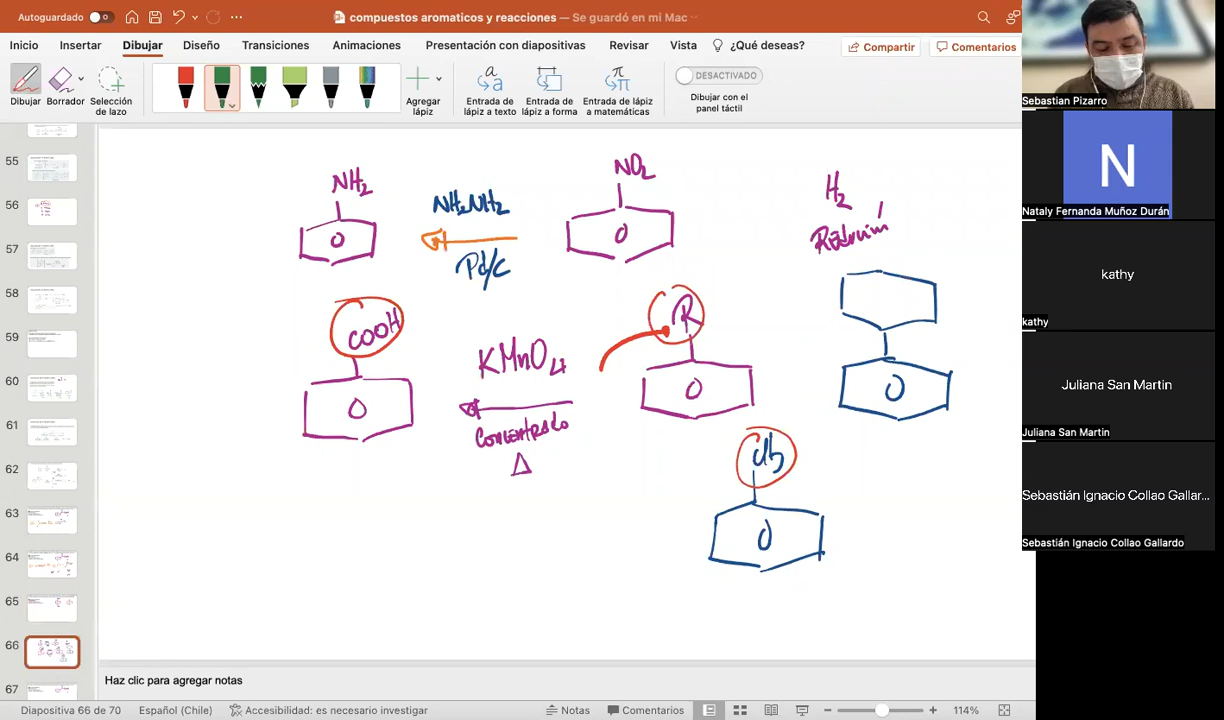 Autoguardado
compuestos aromaticos y reacciones — Se guardó en mi Mac
Inicio Insertar Dibujar Diseño Transiciones Animaciones Presentación con diapositivas Revisar Vista ¿Qué deseas? Compartir Comentarios
Dibujar
Borrador
Selección de lazo
Agregar lápiz
Entrada de lápiz a texto
Entrada de lápiz a forma
Entrada de lápiz a matemáticas
DESACTIVADO
Dibujar con el panel táctil
55
56
57
58
59
60
61
62
63
64
65
66
67
NH2
NH2NH2
Pd/C
NO2
H2
COOH
KMnO4
Concentrado
Δ
R
Haz clic para agregar notas
Diapositiva 66 de 70 Español (Chile) Accesibilidad: es necesario investigar Notas Comentarios 114%
Sebastian Pizarro
N
Nataly Fernanda Muñoz Durán
kathy
kathy
Juliana San Martin
Juliana San Martin
Sebastián Ignacio Collao Gallar...
Sebastián Ignacio Collao Gallardo